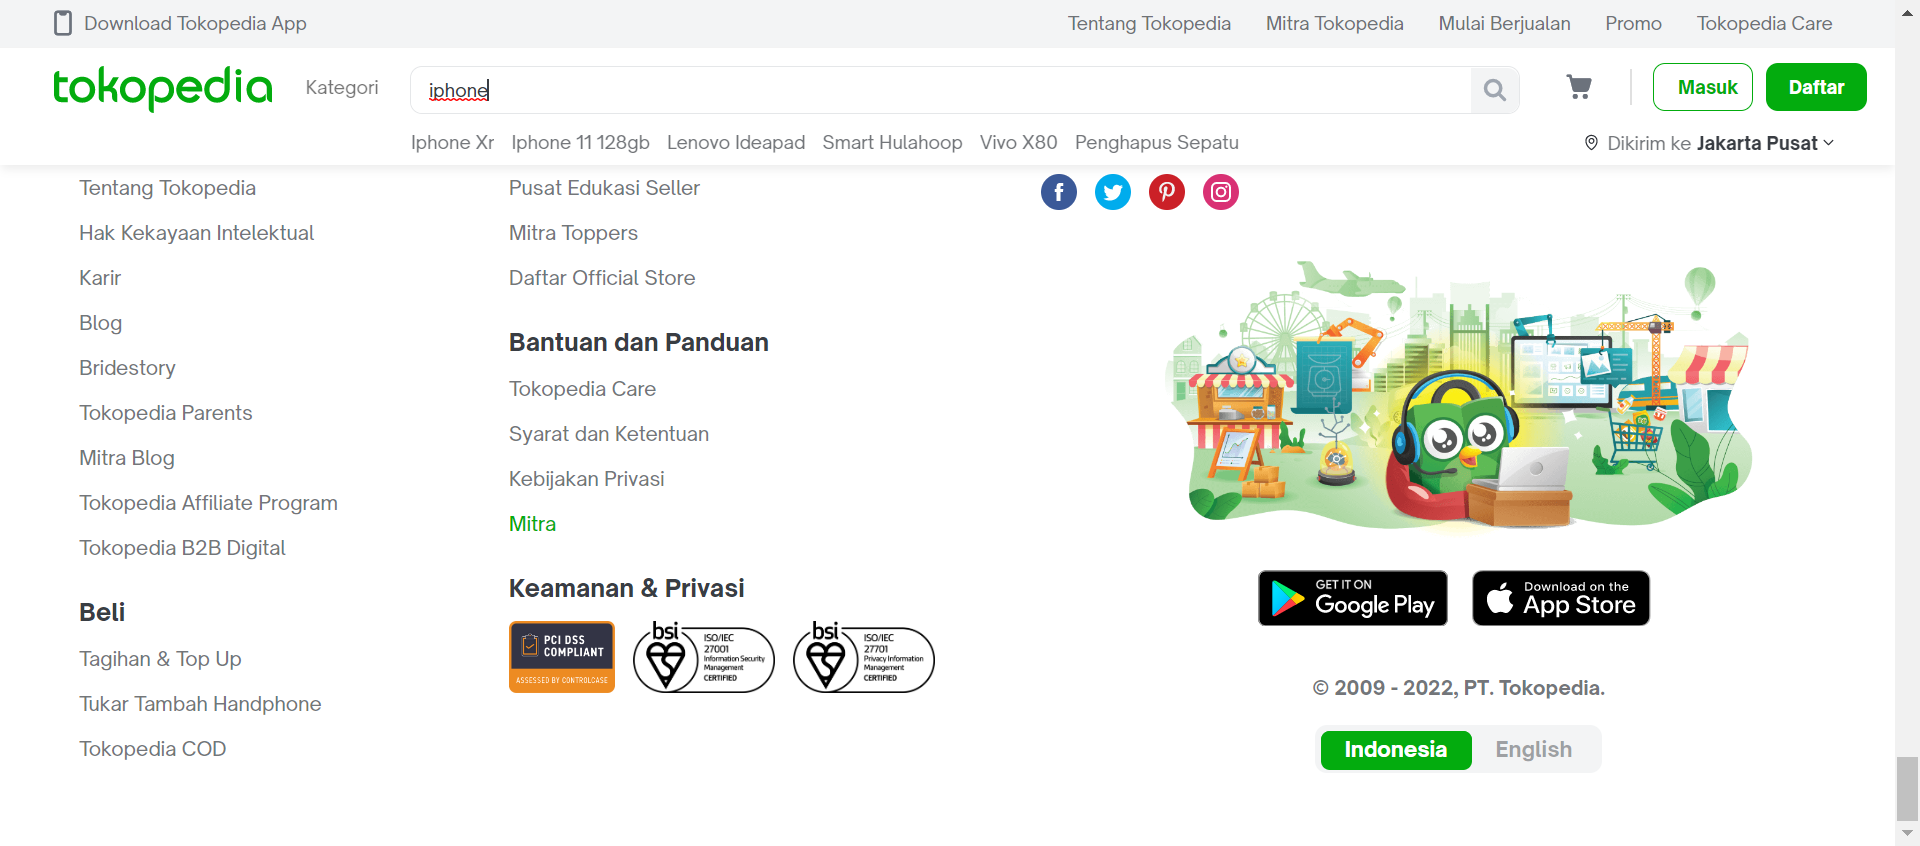 Download Tokopedia App
Tentang Tokopedia Mitra Tokopedia Mulai Berjualan Promo Tokopedia Care
tokopedia Kategori iphone Masuk Daftar
Iphone Xr Iphone 11 128gb Lenovo Ideapad Smart Hulahoop Vivo X80 Penghapus Sepatu
Dikirim ke Jakarta Pusat
Tentang Tokopedia
Hak Kekayaan Intelektual
Karir
Blog
Bridestory
Tokopedia Parents
Mitra Blog
Tokopedia Affiliate Program
Tokopedia B2B Digital
Beli
Tagihan & Top Up
Tukar Tambah Handphone
Tokopedia COD
Pusat Edukasi Seller
Mitra Toppers
Daftar Official Store
Bantuan dan Panduan
Tokopedia Care
Syarat dan Ketentuan
Kebijakan Privasi
Mitra
Keamanan & Privasi
PCI DSS
COMPLIANT
ASSESSED BY CONTROLCASE
bsi
ISO/IEC
27001
Information Security
Management
CERTIFIED
bsi
ISO/IEC
27701
Privacy Information
Management
CERTIFIED
GET IT ON
Google Play
Download on the
App Store
© 2009 - 2022, PT. Tokopedia.
Indonesia English